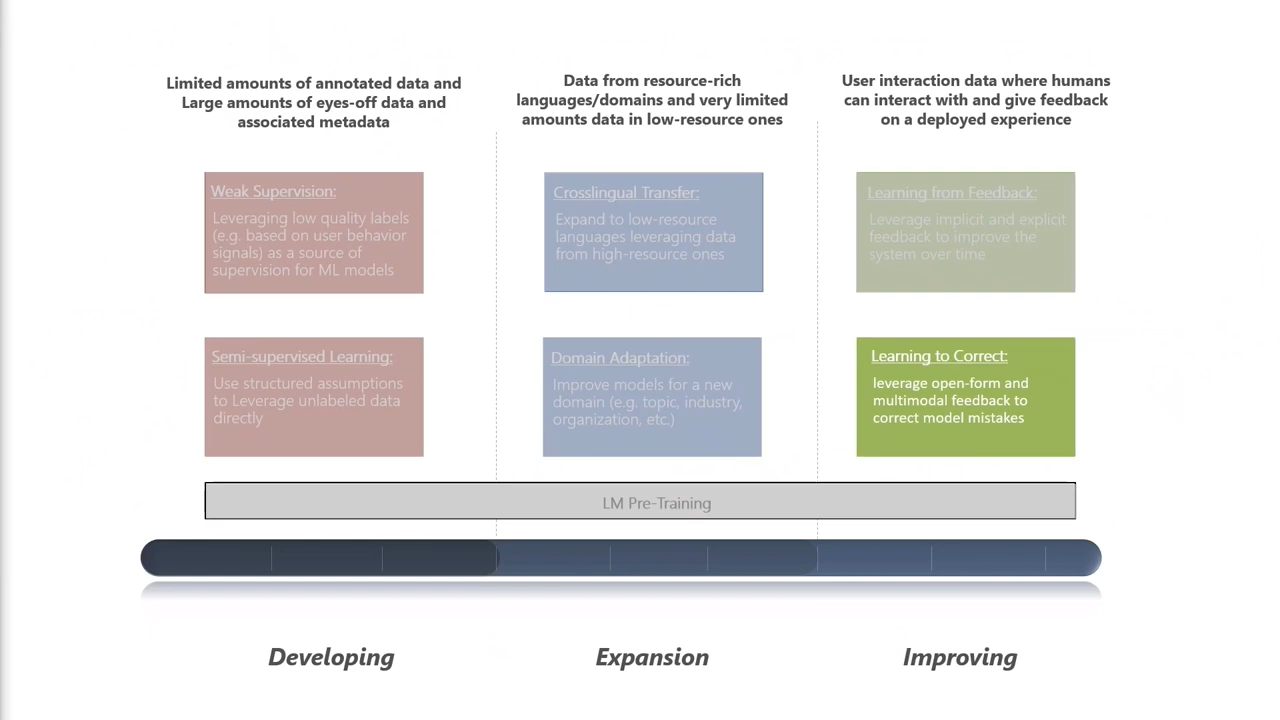 Limited amounts of annotated data and
Large amounts of eyes-off data and
associated metadata
Data from resource-rich
languages/domains and very limited
amounts data in low-resource ones
User interaction data where humans
can interact with and give feedback
on a deployed experience
Weak Supervision:
Leveraging low quality labels
(e.g. based on user behavior
signals) as a source of
supervision for ML models
Crosslingual Transfer:
Expand to low-resource
languages leveraging data
from high-resource ones
Learning from Feedback:
Leverage implicit and explicit
feedback to improve the
system over time
Semi-supervised Learning:
Use structured assumptions
to Leverage unlabeled data
directly
Domain Adaptation:
Improve models for a new
domain (e.g. topic, industry,
organization, etc.)
Learning to Correct:
leverage open-form and
multimodal feedback to
correct model mistakes
LM Pre-Training
Developing
Expansion
Improving